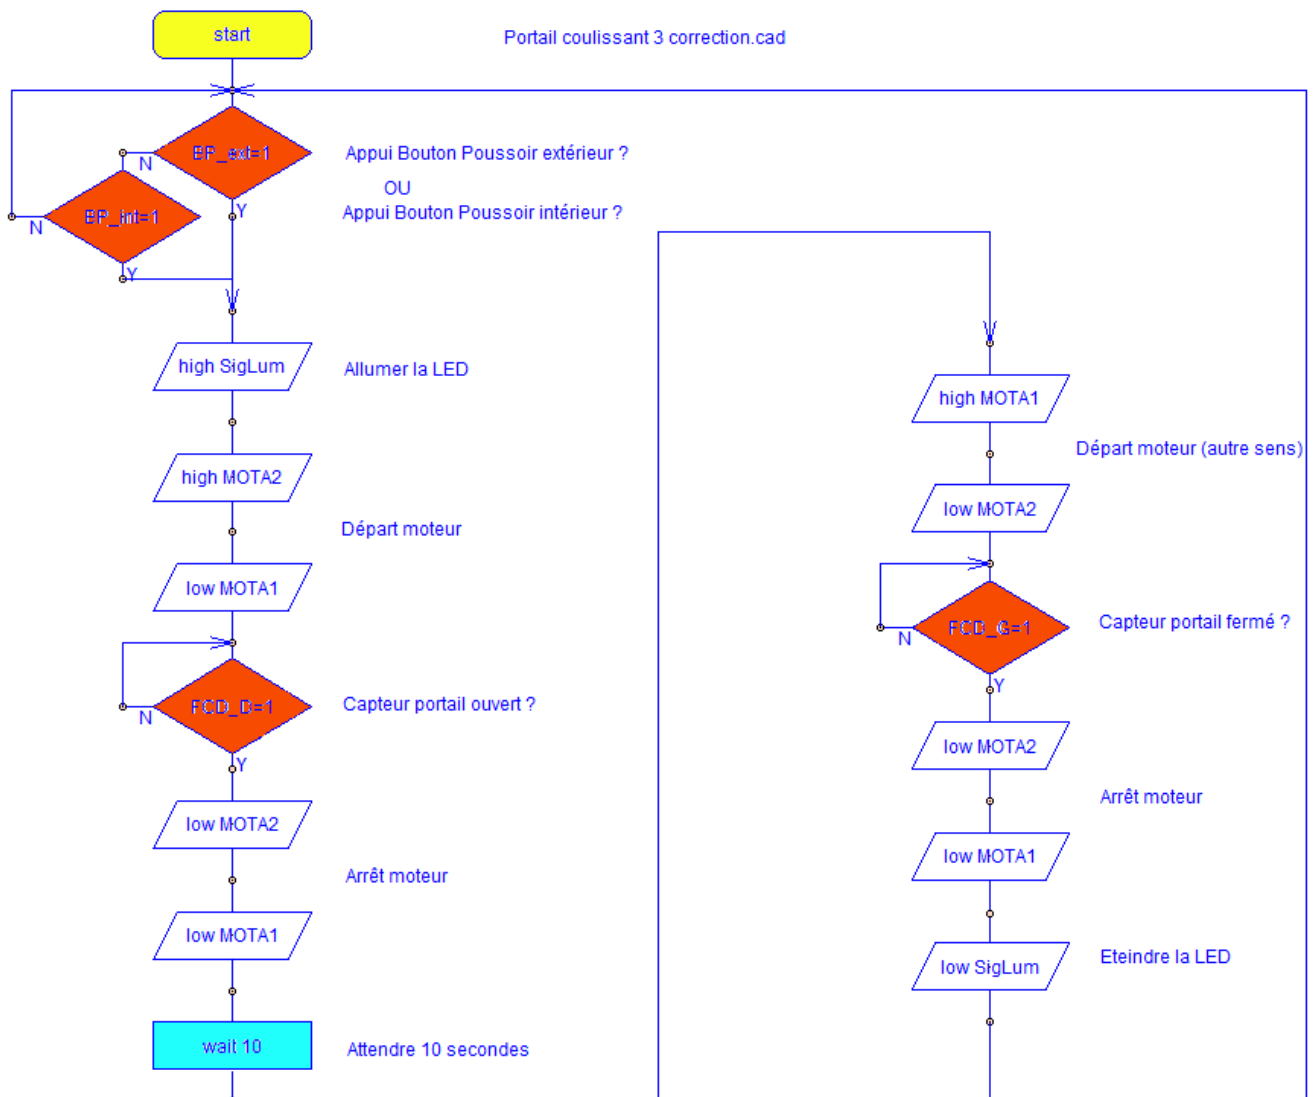 start
Portail coulissant 3 correction.cad
BP_ext=1
N
Appui Bouton Poussoir extérieur ?
OU
BP_int=1
Y
Appui Bouton Poussoir intérieur ?
N
Y
high SigLum
Allumer la LED
high MOTA2
Départ moteur
low MOTA1
FCD_D=1
N
Capteur portail ouvert ?
Y
low MOTA2
Arrêt moteur
low MOTA1
wait 10
Attendre 10 secondes
high MOTA1
Départ moteur (autre sens)
low MOTA2
FCD_G=1
N
Capteur portail fermé ?
Y
low MOTA2
Arrêt moteur
low MOTA1
low SigLum
Eteindre la LED